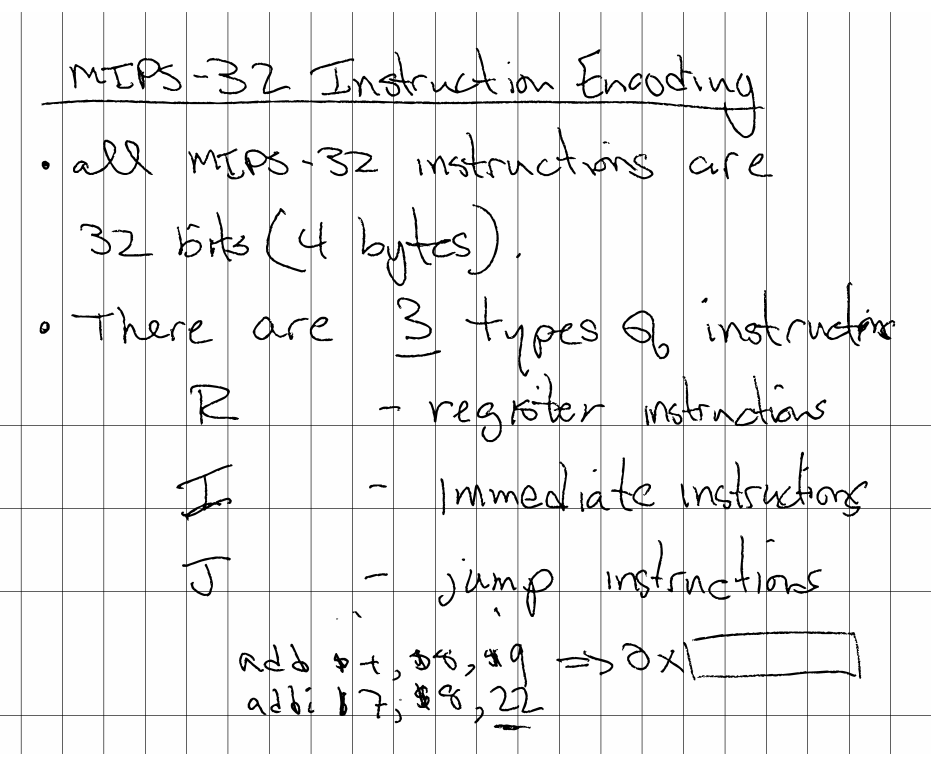 MIPS-32 Instruction Encoding
• all MIPS-32 instructions are
32 bits (4 bytes).
• There are 3 types of instructions
R - register instructions
I - Immediate instructions
J - jump instructions
add $7, $8, $9 => 0x
addi $7, $8, 22